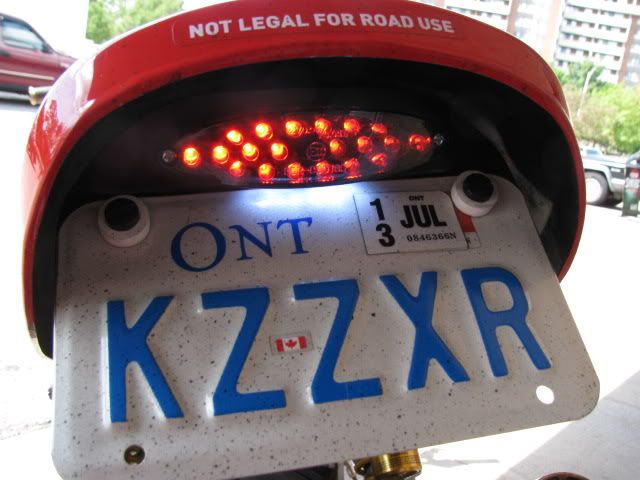 NOT LEGAL FOR ROAD USE
ONT
ONT
1 JUL
3 0846366N
KZZXR